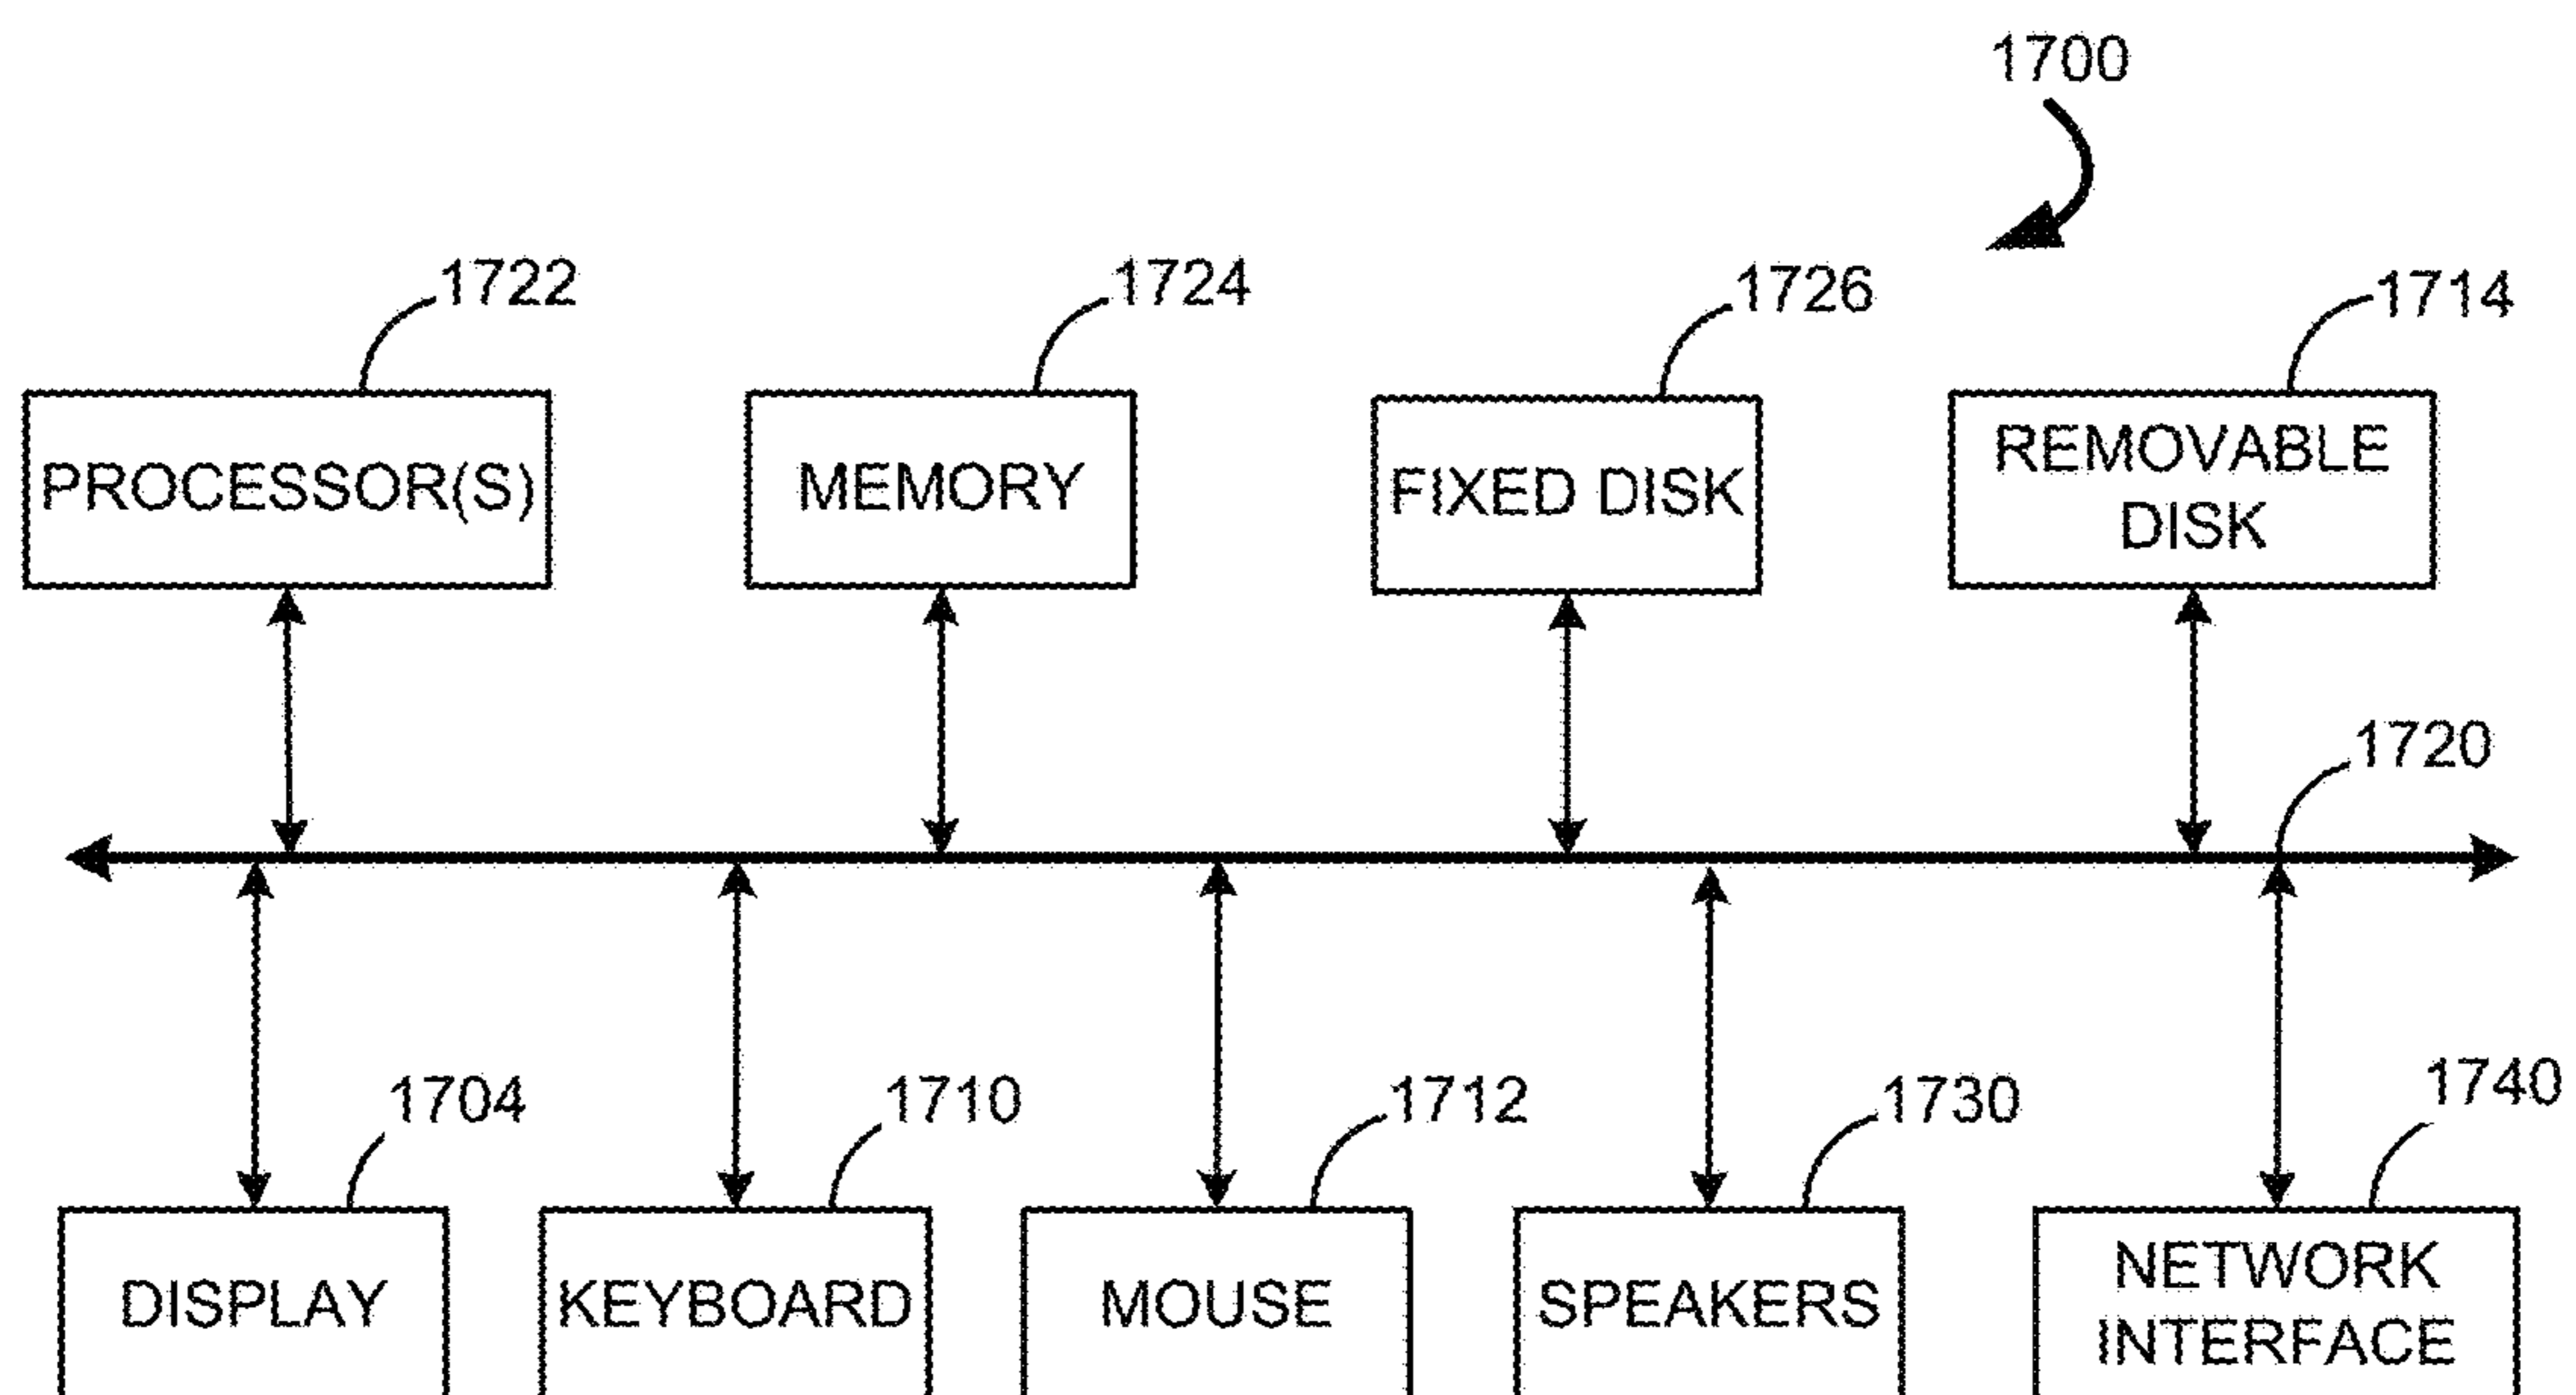 1700
1722
1724
1726
1714
PROCESSOR(S)
MEMORY
FIXED DISK
REMOVABLE
DISK
1720
1704
1710
1712
1730
1740
DISPLAY
KEYBOARD
MOUSE
SPEAKERS
NETWORK
INTERFACE